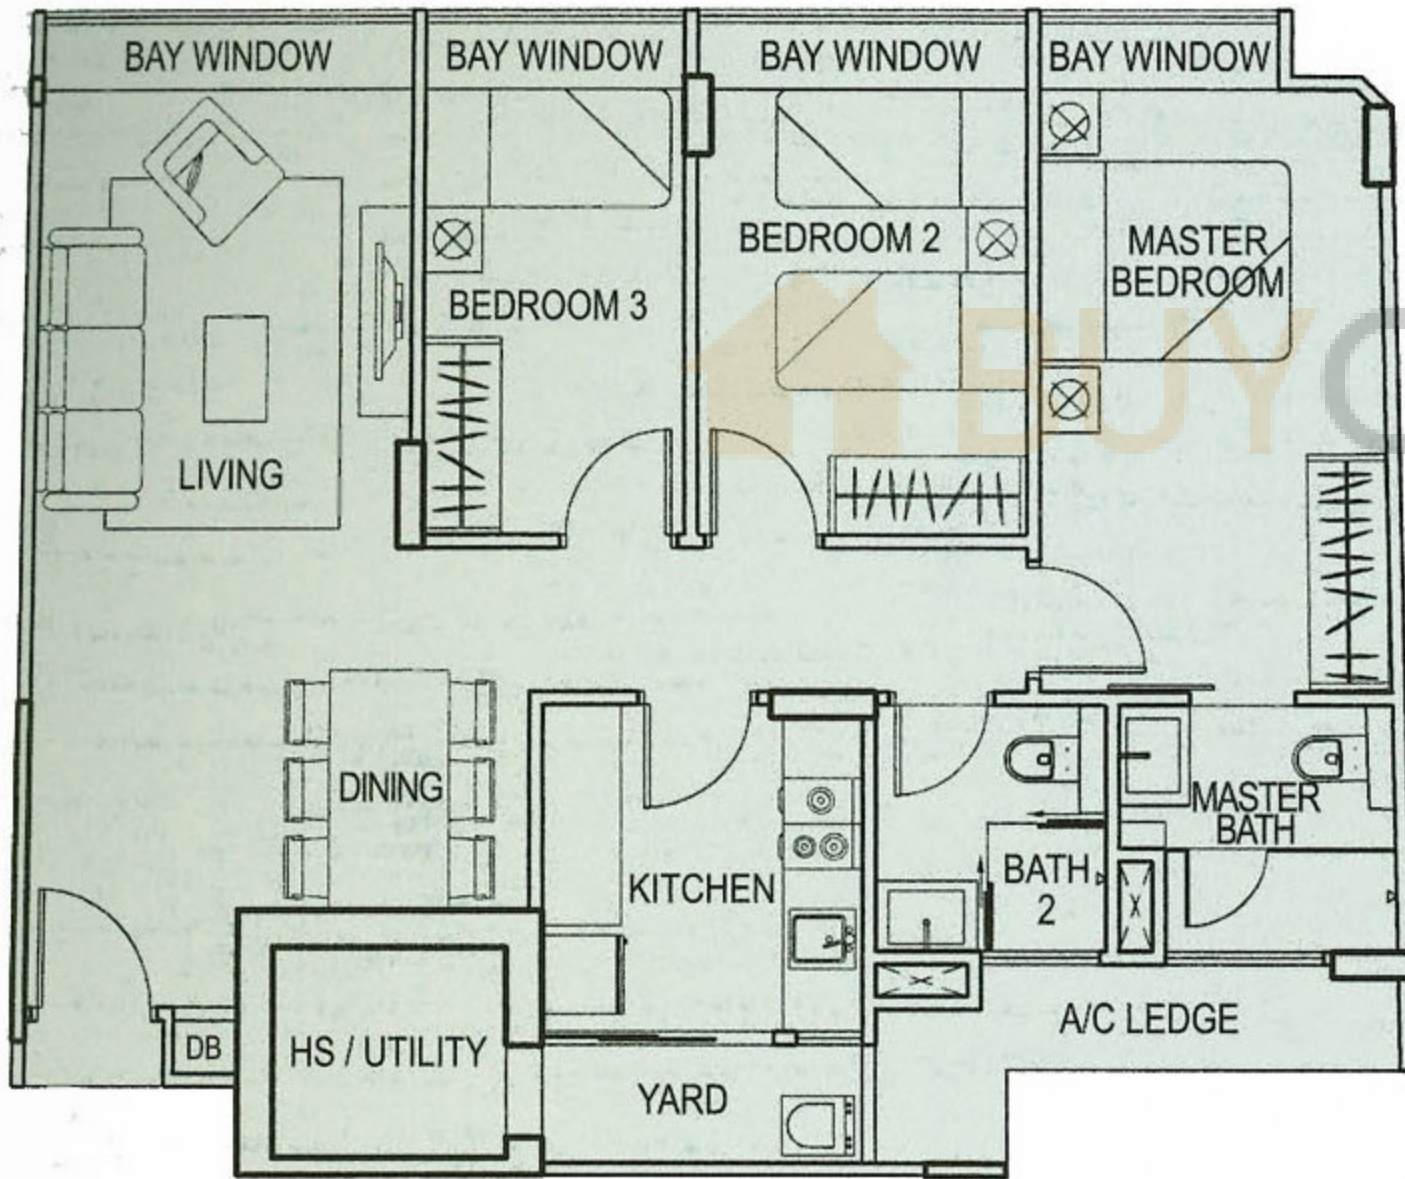 BAY WINDOW
BAY WINDOW
BAY WINDOW
BAY WINDOW
BEDROOM 2
MASTER
BEDROOM
BEDROOM 3
BUY
LIVING
DINING
MASTER
BATH
KITCHEN
BATH
2
A/C LEDGE
DB
HS / UTILITY
YARD